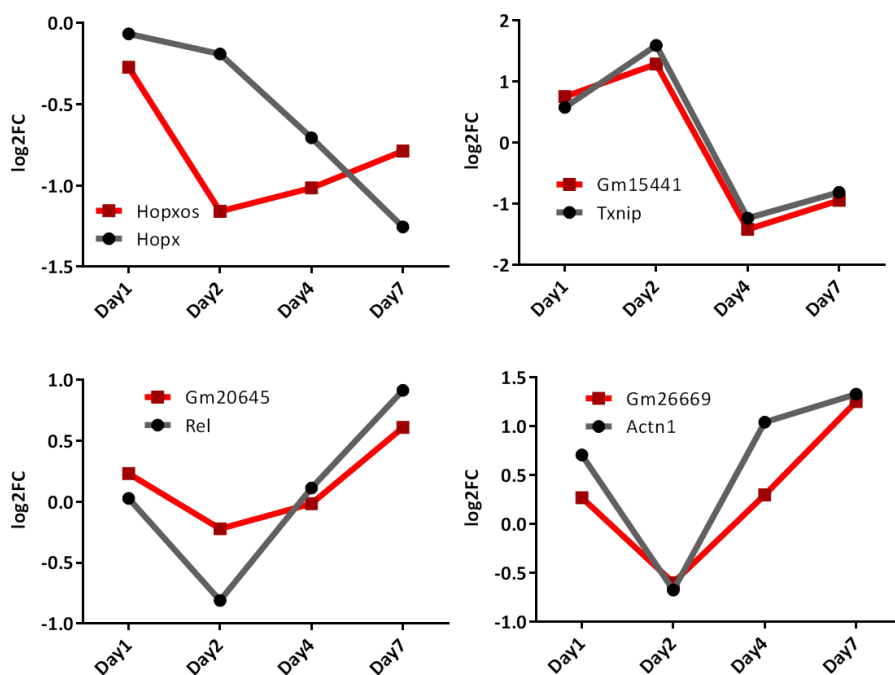 0.0
-0.5
-1.0
-1.5
log2FC
Hopxos
Hopx
Day1
Day2
Day4
Day7
2
1
0
-1
-2
log2FC
Gm15441
Txnip
Day1
Day2
Day4
Day7
1.0
0.5
0.0
-0.5
-1.0
log2FC
Gm20645
Rel
Day1
Day2
Day4
Day7
1.5
1.0
0.5
0.0
-0.5
-1.0
log2FC
Gm26669
Actn1
Day1
Day2
Day4
Day7